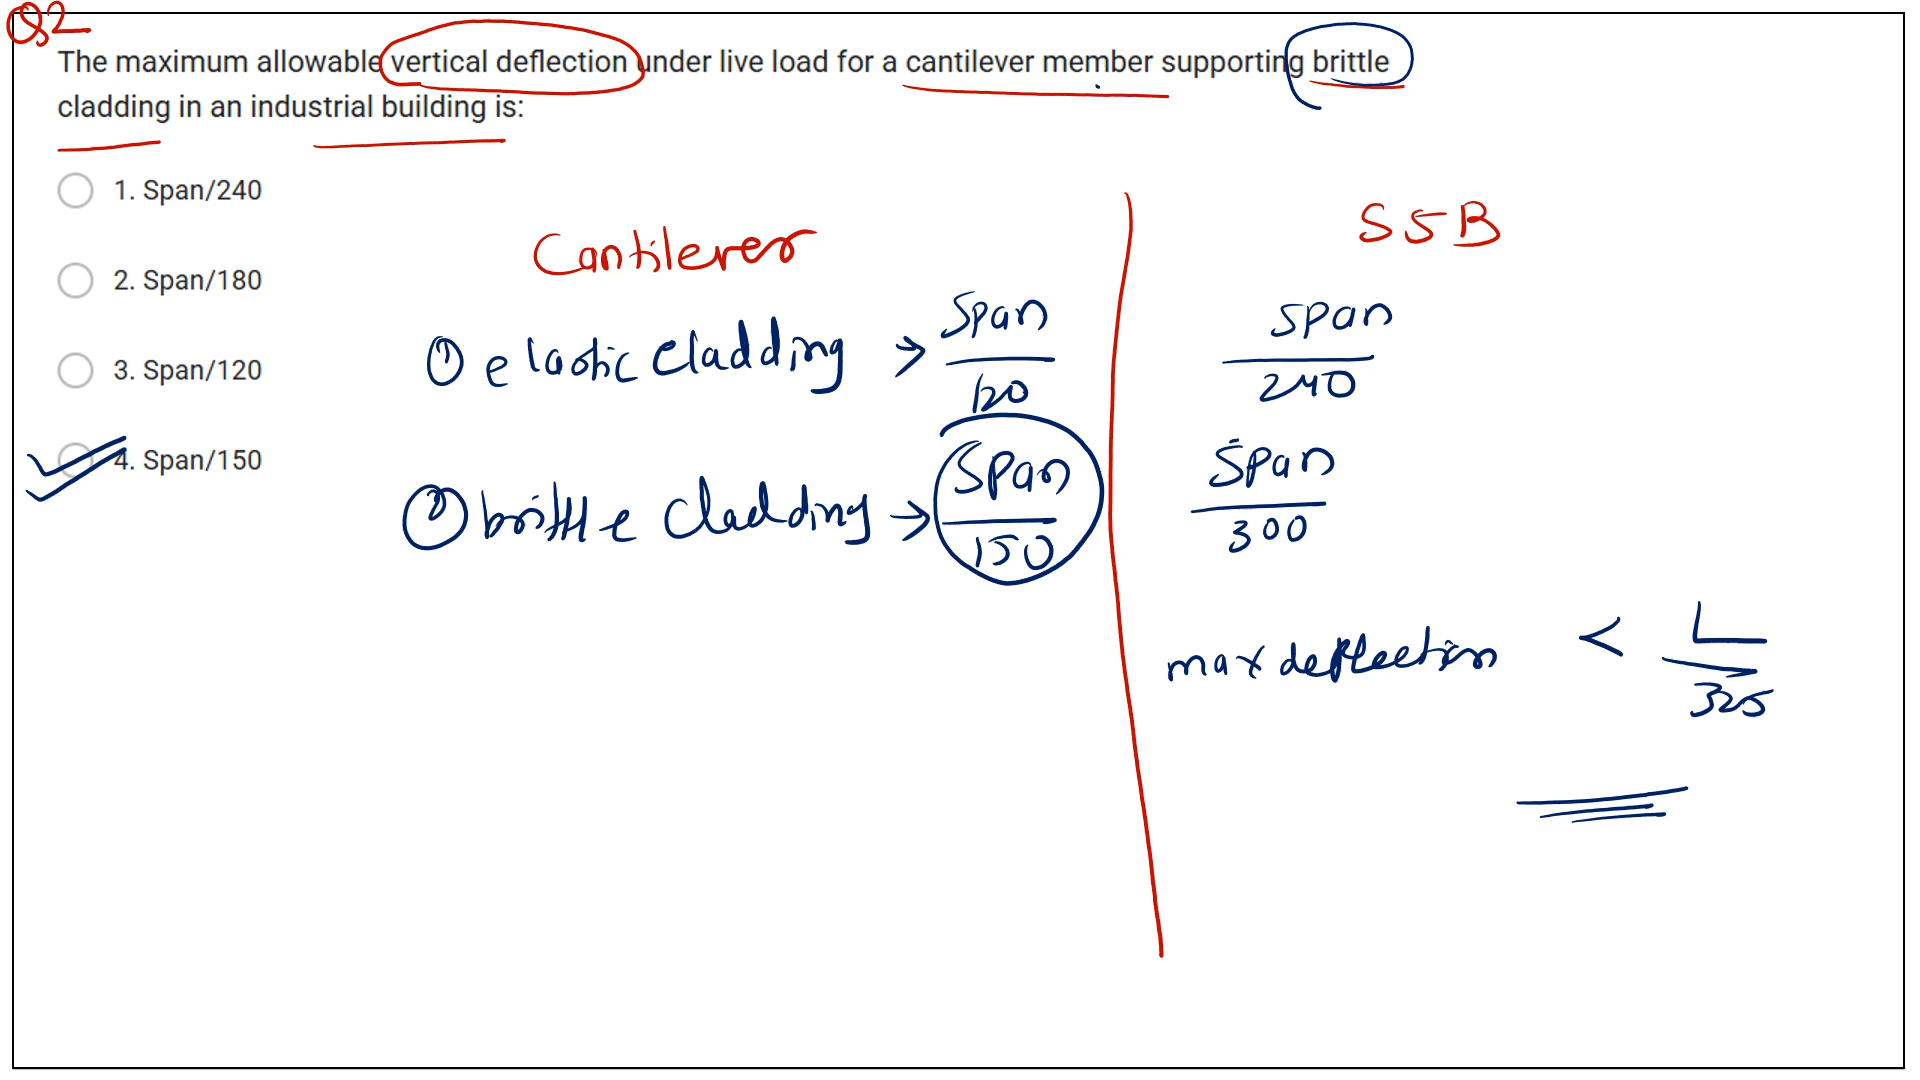 Q2
The maximum allowable vertical deflection under live load for a cantilever member supporting brittle
cladding in an industrial building is:
1. Span/240
2. Span/180
3. Span/120
4. Span/150
Cantilever
① elastic cladding → Span/120
② brittle cladding → Span/150
SSB
Span/240
Span/300
max deflection < L/325